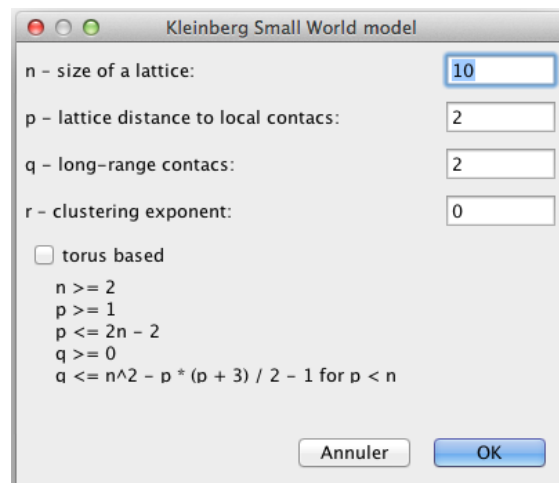 Kleinberg Small World model
n – size of a lattice: 10
p – lattice distance to local contacs: 2
q – long-range contacs: 2
r – clustering exponent: 0
torus based
n >= 2
p >= 1
p <= 2n - 2
q >= 0
q <= n^2 - p * (p + 3) / 2 - 1 for p < n
Annuler OK